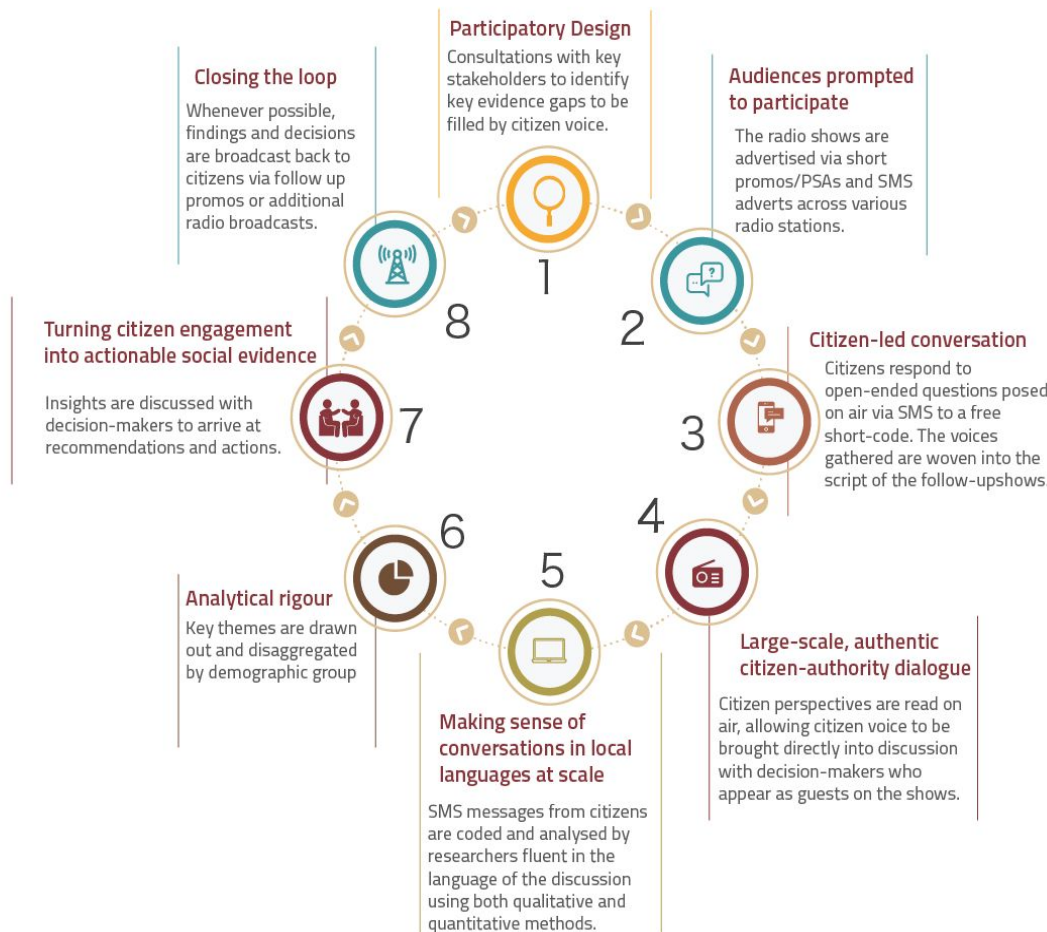 Participatory Design
Consultations with key
stakeholders to identify
key evidence gaps to be
filled by citizen voice.
1
Audiences prompted
to participate
The radio shows are
advertised via short
promos/PSAs and SMS
adverts across various
radio stations.
2
?
Citizen-led conversation
Citizens respond to
open-ended questions posed
on air via SMS to a free
short-code. The voices
gathered are woven into the
script of the follow-upshows.
3
4
Large-scale, authentic
citizen-authority dialogue
Citizen perspectives are read on
air, allowing citizen voice to be
brought directly into discussion
with decision-makers who
appear as guests on the shows.
5
Making sense of
conversations in local
languages at scale
SMS messages from citizens
are coded and analysed by
researchers fluent in the
language of the discussion
using both qualitative and
quantitative methods.
6
Analytical rigour
Key themes are drawn
out and disaggregated
by demographic group
7
Turning citizen engagement
into actionable social evidence
Insights are discussed with
decision-makers to arrive at
recommendations and actions.
8
Closing the loop
Whenever possible,
findings and decisions
are broadcast back to
citizens via follow up
promos or additional
radio broadcasts.